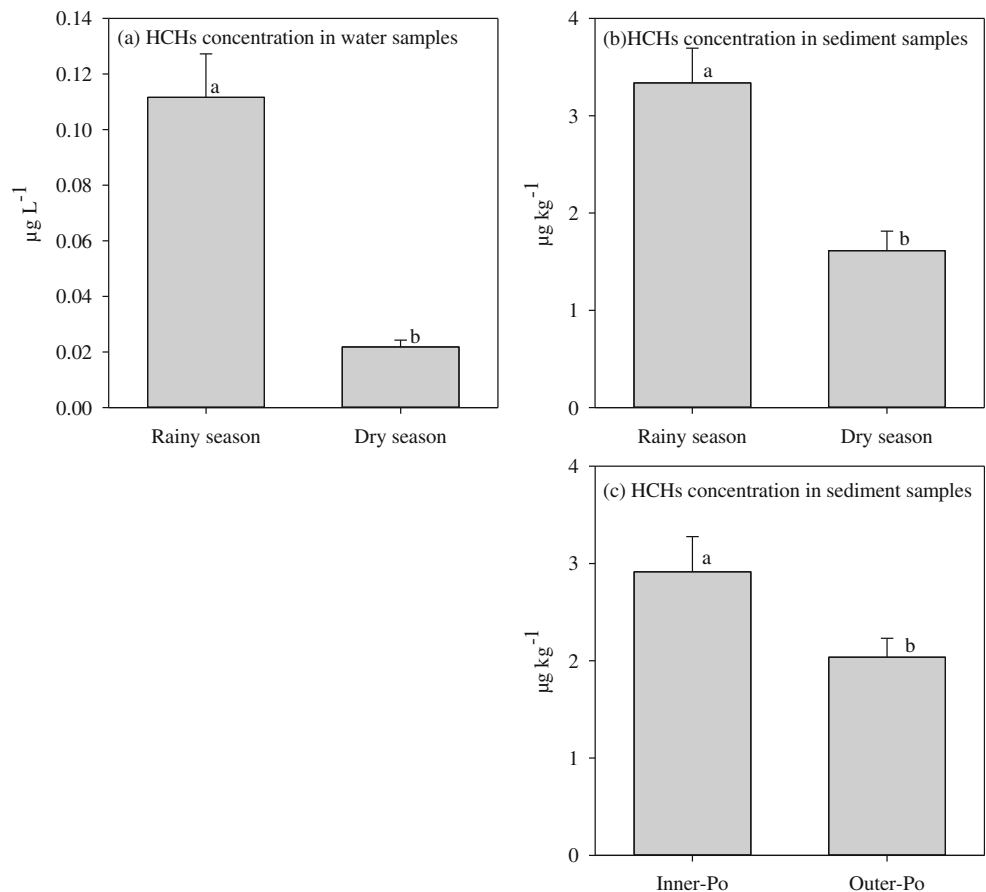 (a) HCHs concentration in water samples
0.14
0.12
0.10
0.08
0.06
0.04
0.02
0.00
µg L-1
a
b
Rainy season
Dry season
(b)HCHs concentration in sediment samples
4
3
2
1
0
µg kg-1
a
b
Rainy season
Dry season
(c) HCHs concentration in sediment samples
4
3
2
1
0
µg kg-1
a
b
Inner-Po
Outer-Po